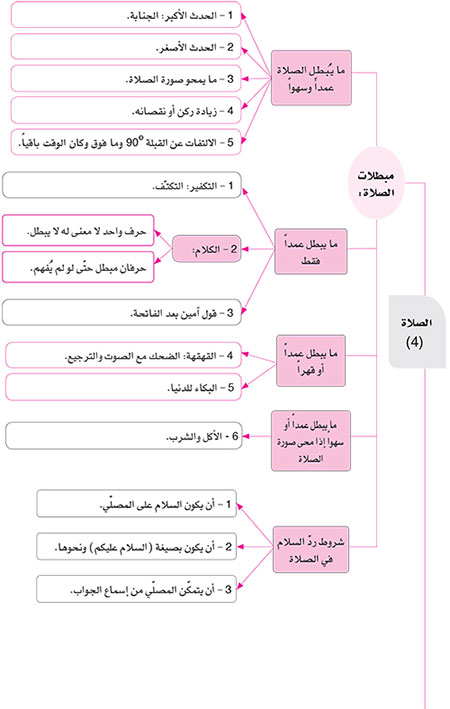 الصلاة
(4)
مبطلات
الصلاة:
ما يُبطل الصلاة
عمداً وسهواً
1 - الحدث الأكبر: الجنابة.
2 - الحدث الأصغر.
3 - ما يمحو صورة الصلاة.
4 - زيادة ركن أو نقصانه.
5 - الالتفات عن القبلة 90º وما فوق وكان الوقت باقياً.
ما يبطل عمداً
فقط
1 - التكفير: التكتّف.
2 - الكلام:
حرف واحد لا معنى له لا يبطل.
حرفان مبطل حتّى لو لم يُفهم.
3 - قول آمين بعد الفاتحة.
ما يبطل عمداً
أو قهراً
4 - القهقهة: الضحك مع الصوت والترجيع.
5 - البكاء للدنيا.
ما يبطل عمداً أو
سهوا إذا محى صورة
الصلاة
6 - الأكل والشرب.
شروط ردّ السلام
في الصلاة
1 - أن يكون السلام على المصلّي.
2 - أن يكون بصيغة (السلام عليكم) ونحوها.
3 - أن يتمكّن المصلّي من إسماع الجواب.